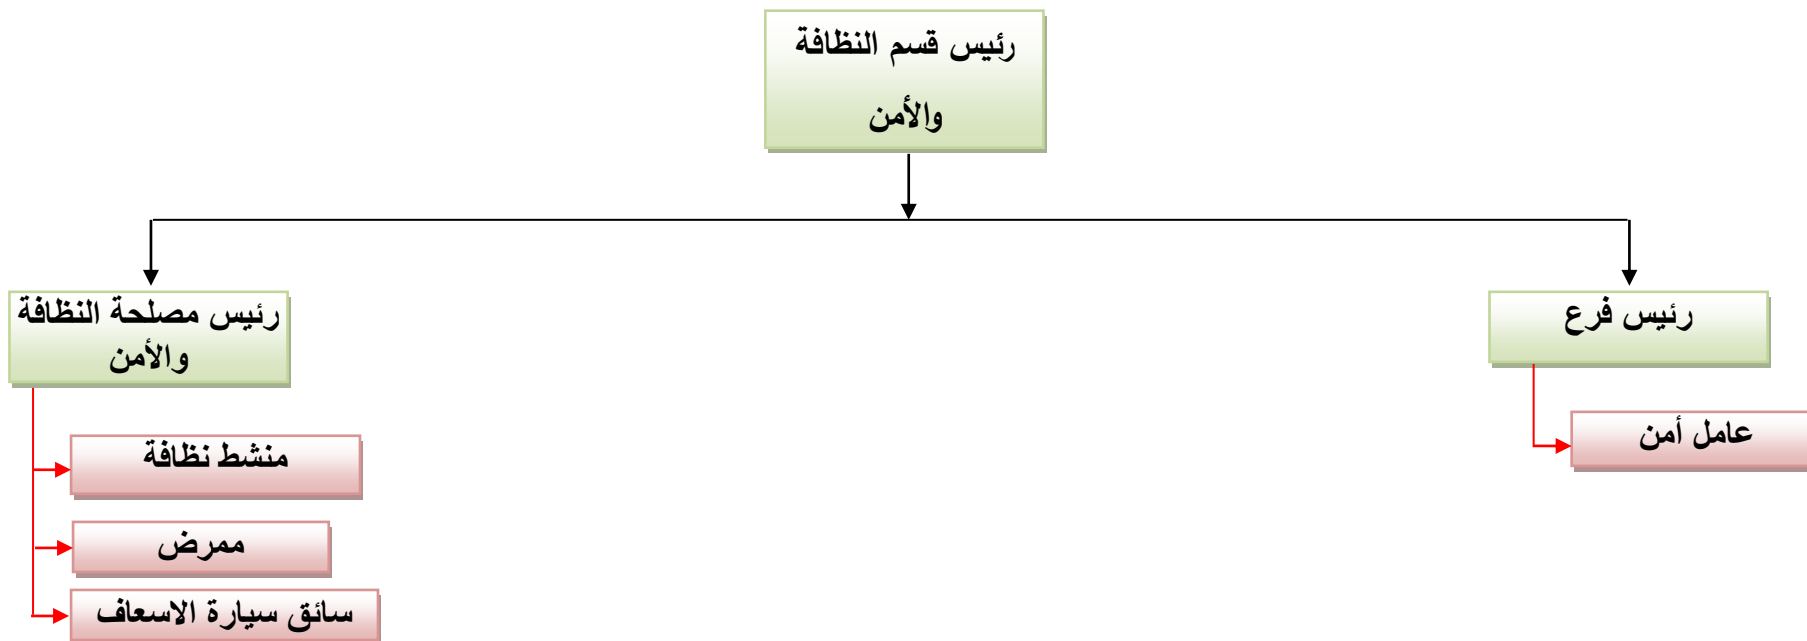 رئيس قسم النظافة
والأمن
رئيس فرع
عامل أمن
رئيس مصلحة النظافة
والأمن
منشط نظافة
ممرض
سائق سيارة الاسعاف